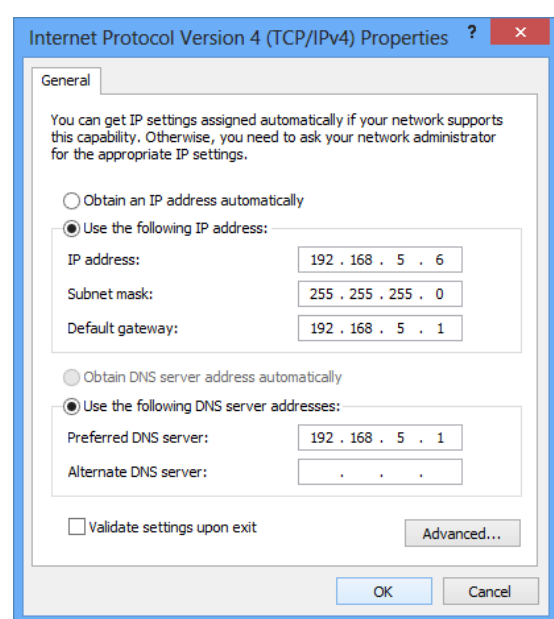 Internet Protocol Version 4 (TCP/IPv4) Properties ? ×
General
You can get IP settings assigned automatically if your network supports
this capability. Otherwise, you need to ask your network administrator
for the appropriate IP settings.
Obtain an IP address automatically
Use the following IP address:
IP address: 192 . 168 . 5 . 6
Subnet mask: 255 . 255 . 255 . 0
Default gateway: 192 . 168 . 5 . 1
Obtain DNS server address automatically
Use the following DNS server addresses:
Preferred DNS server: 192 . 168 . 5 . 1
Alternate DNS server: . . .
Validate settings upon exit
Advanced...
OK Cancel